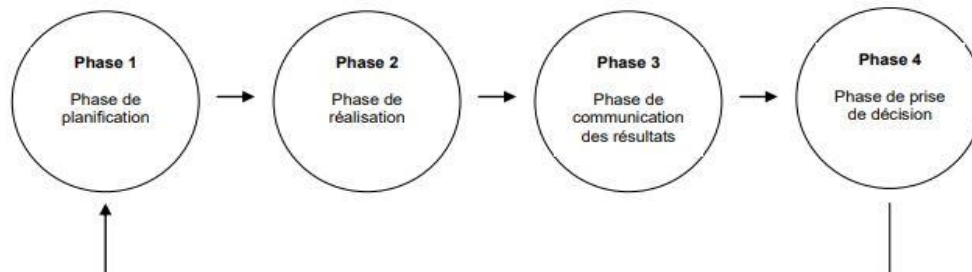 Phase 1
Phase de
planification
Phase 2
Phase de
réalisation
Phase 3
Phase de
communication
des résultats
Phase 4
Phase de prise
de décision